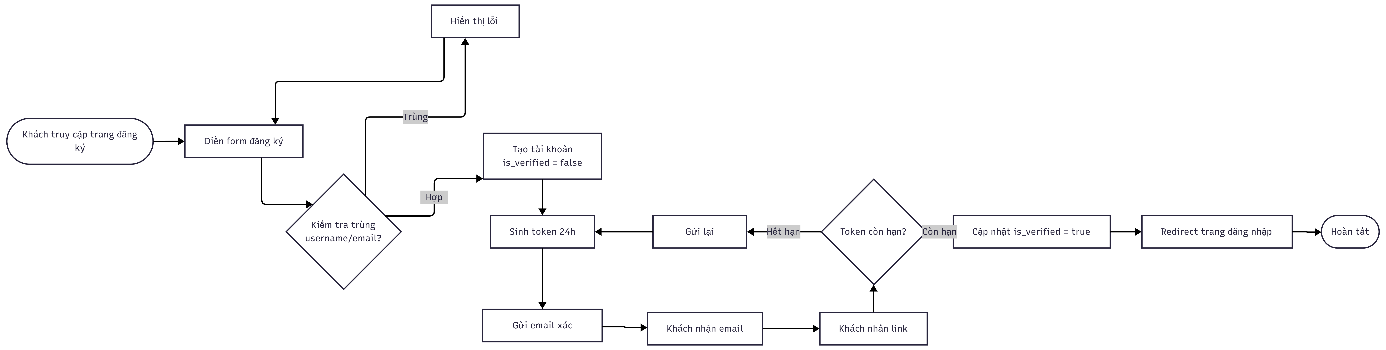 Hiển thị lỗi
Trùng
Khách truy cập trang đăng
ký
Điền form đăng ký
Kiểm tra trùng
username/email?
Hợp
Tạo tài khoản
is_verified = false
Sinh token 24h
Gửi lại
Hết hạn
Token còn hạn?
Còn hạn
Cập nhật is_verified = true
Redirect trang đăng nhập
Hoàn tất
Gửi email xác
Khách nhận email
Khách nhấn link